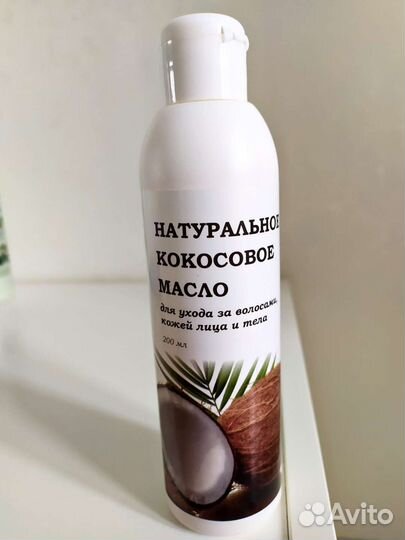 НАТУРАЛЬНОЕ
КОКОСОВОЕ
МАСЛО
для ухода за волосами,
кожей лица и тела
200 мл
Avito